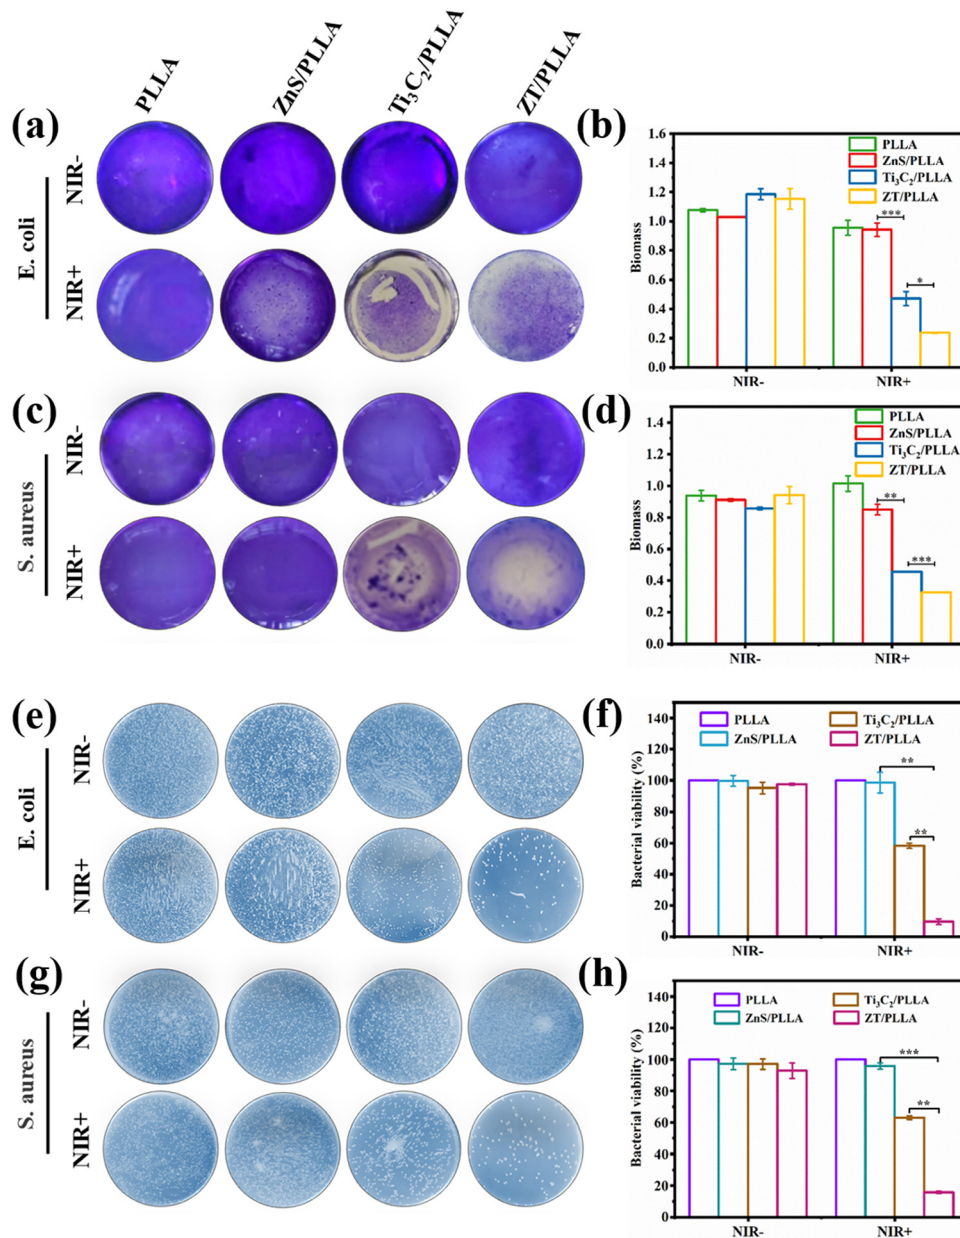 PLLA
ZnS/PLLA
Ti₃C₂/PLLA
ZT/PLLA
(a)
E. coli
NIR-
NIR+
(b)
Biomass
1.6
1.4
1.2
1.0
0.8
0.6
0.4
0.2
0.0
PLLA
ZnS/PLLA
Ti₃C₂/PLLA
ZT/PLLA
***
*
NIR-
NIR+
(c)
S. aureus
NIR-
NIR+
(d)
Biomass
1.4
1.2
1.0
0.8
0.6
0.4
0.2
0.0
PLLA
ZnS/PLLA
Ti₃C₂/PLLA
ZT/PLLA
**
***
NIR-
NIR+
(e)
E. coli
NIR-
NIR+
(f)
Bacterial viability (%)
140
120
100
80
60
40
20
0
PLLA
Ti₃C₂/PLLA
ZnS/PLLA
ZT/PLLA
**
**
NIR-
NIR+
(g)
S. aureus
NIR-
NIR+
(h)
Bacterial viability (%)
140
120
100
80
60
40
20
0
PLLA
Ti₃C₂/PLLA
ZnS/PLLA
ZT/PLLA
***
**
NIR-
NIR+